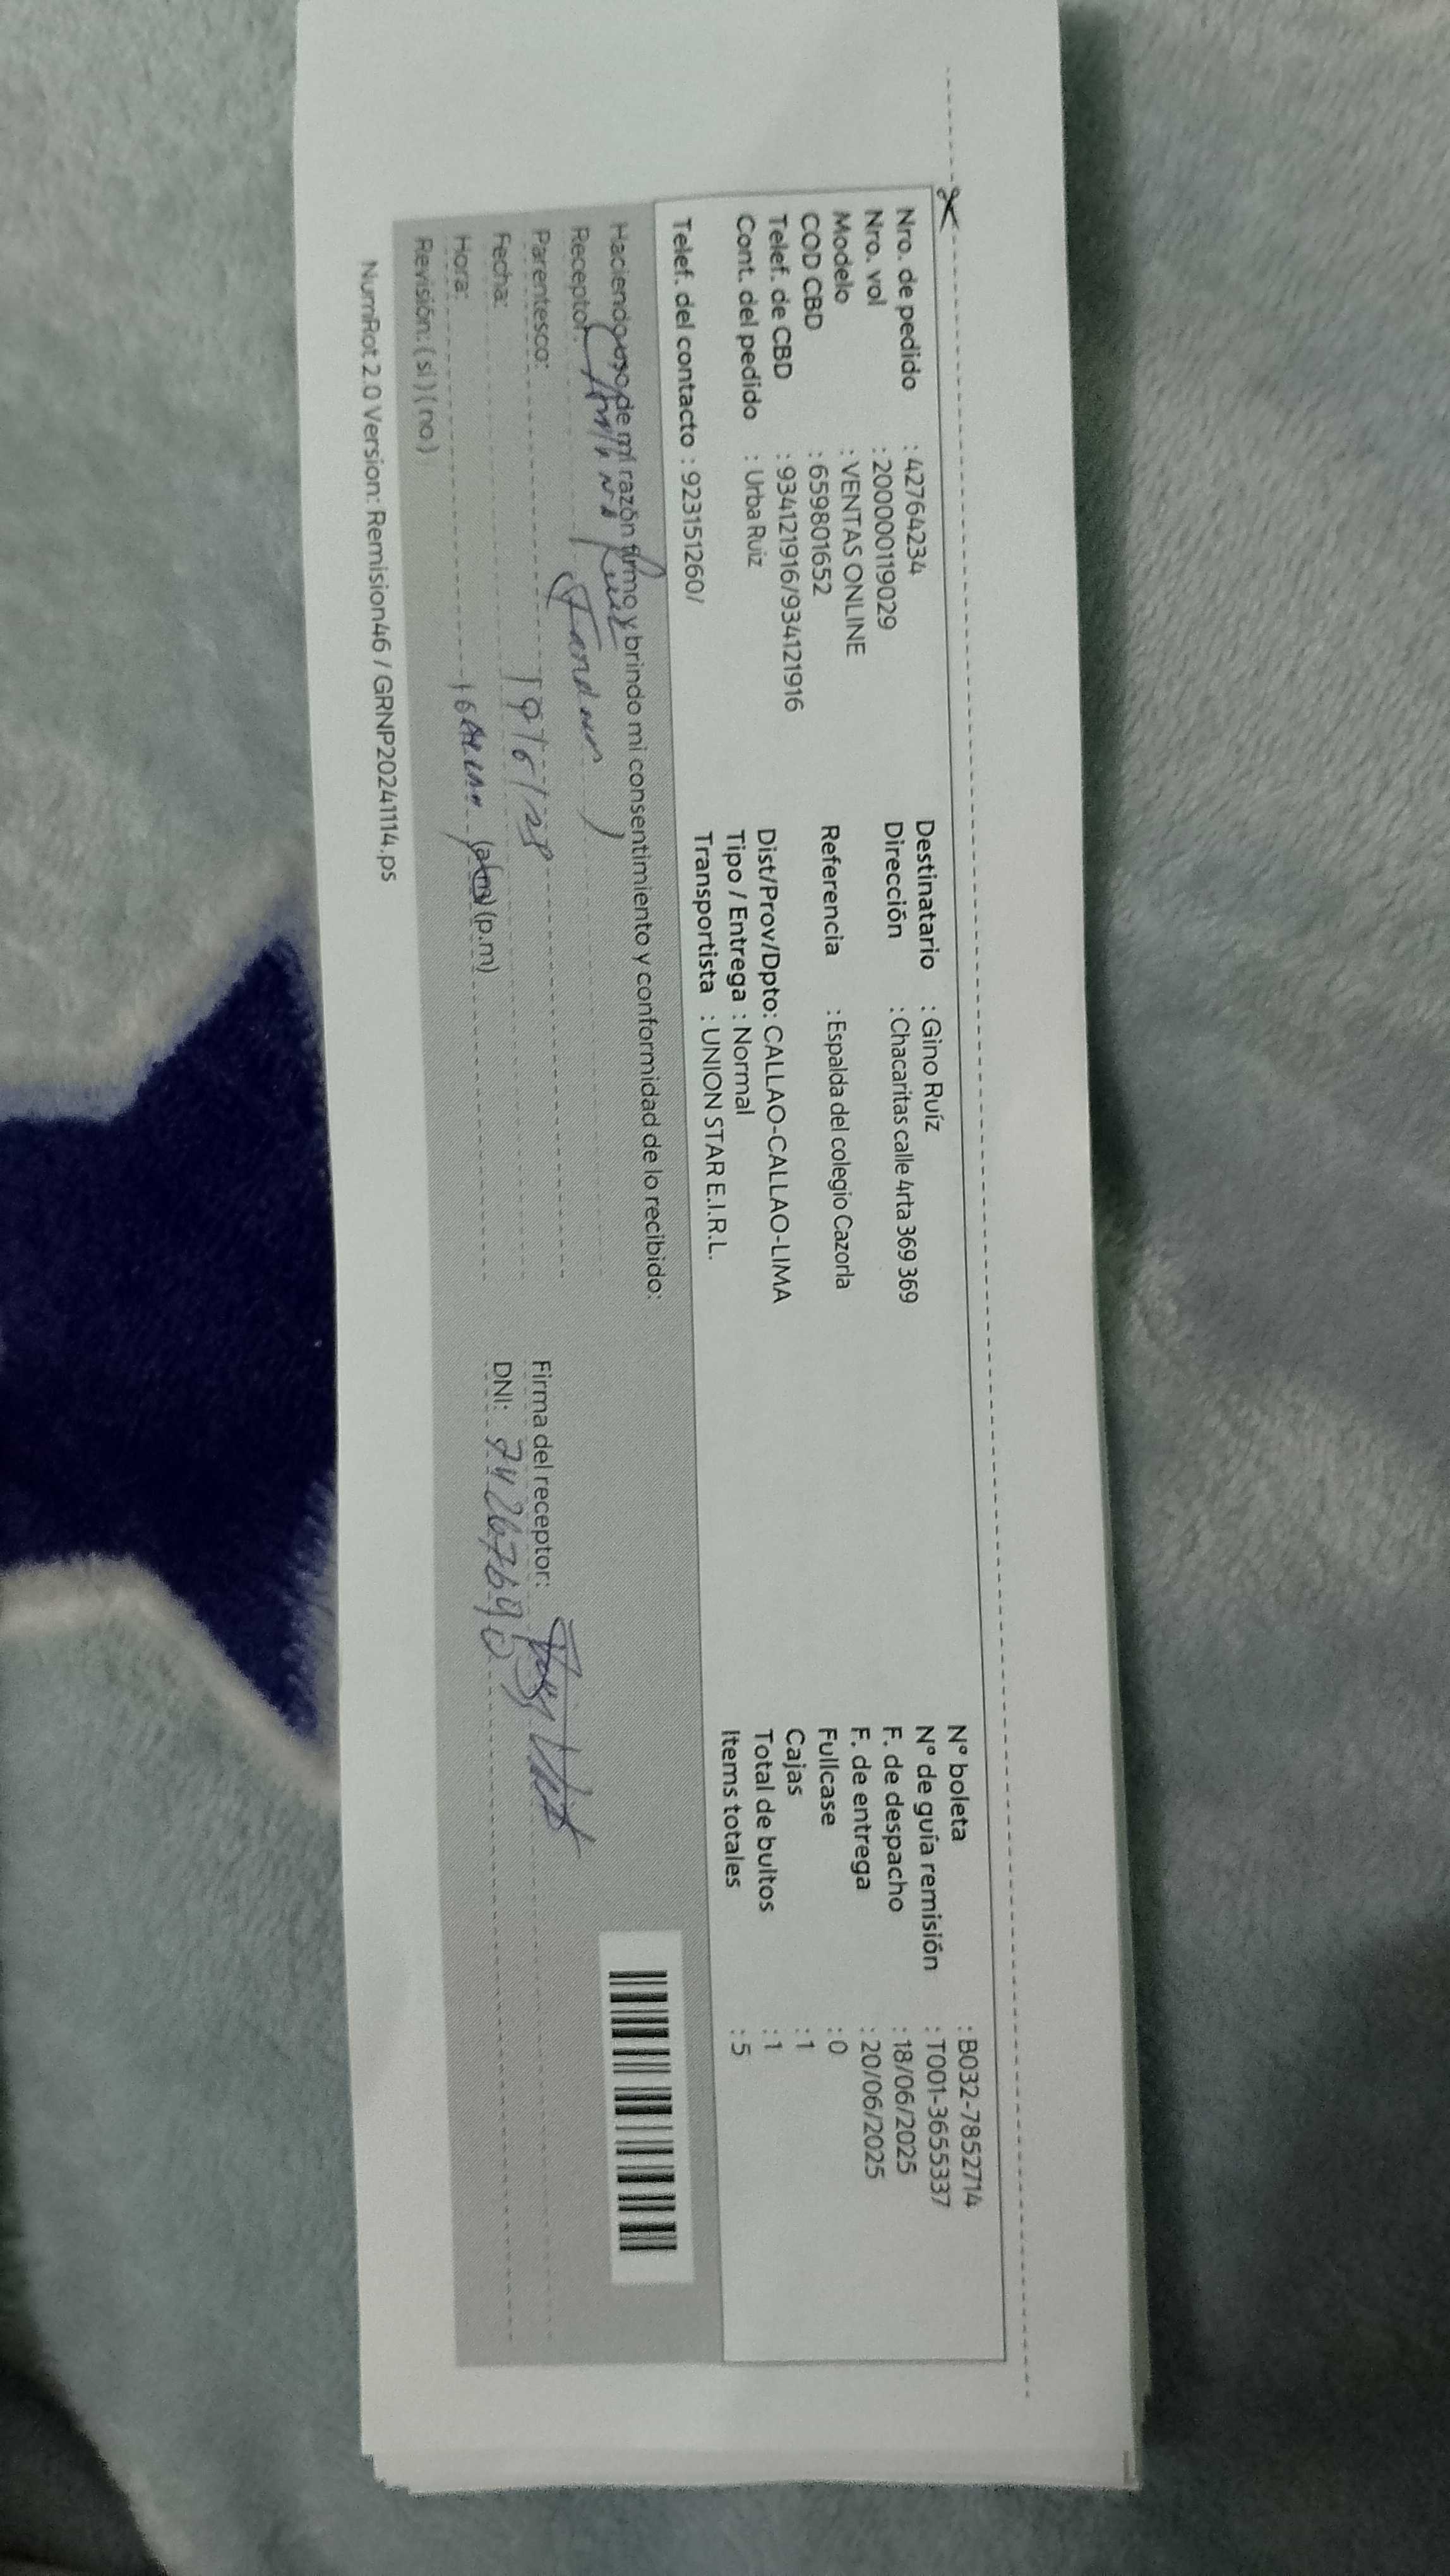 Nro. de pedido : 42764234
Nro. vol : 200000119029
Modelo : VENTAS ONLINE
COD CBD : 659801652
Telef. de CBD : 934121916/934121916
Cont. del pedido : Urba Ruiz
Telef. del contacto : 923151260/
Destinatario : Gino Ruíz
Dirección : Chacaritas calle 4rta 369 369
Referencia : Espalda del colegio Cazorla
Dist/Prov/Dpto: CALLAO-CALLAO-LIMA
Tipo / Entrega : Normal
Transportista : UNION STAR E.I.R.L.
N° boleta : B032-7852714
N° de guía remisión : T001-3655337
F. de despacho : 18/06/2025
F. de entrega : 20/06/2025
Fullcase : 0
Cajas : 1
Total de bultos : 1
Items totales : 5
Haciendo uso de mi razón firmo y brindo mi consentimiento y conformidad de lo recibido:
Receptor:
Parentesco:
Fecha:
Hora: (a.m) (p.m)
Revisión: ( si ) ( no )
Firma del receptor:
DNI: 74267690
NumRot 2.0 Version: Remision46 / GRNP20241114.ps